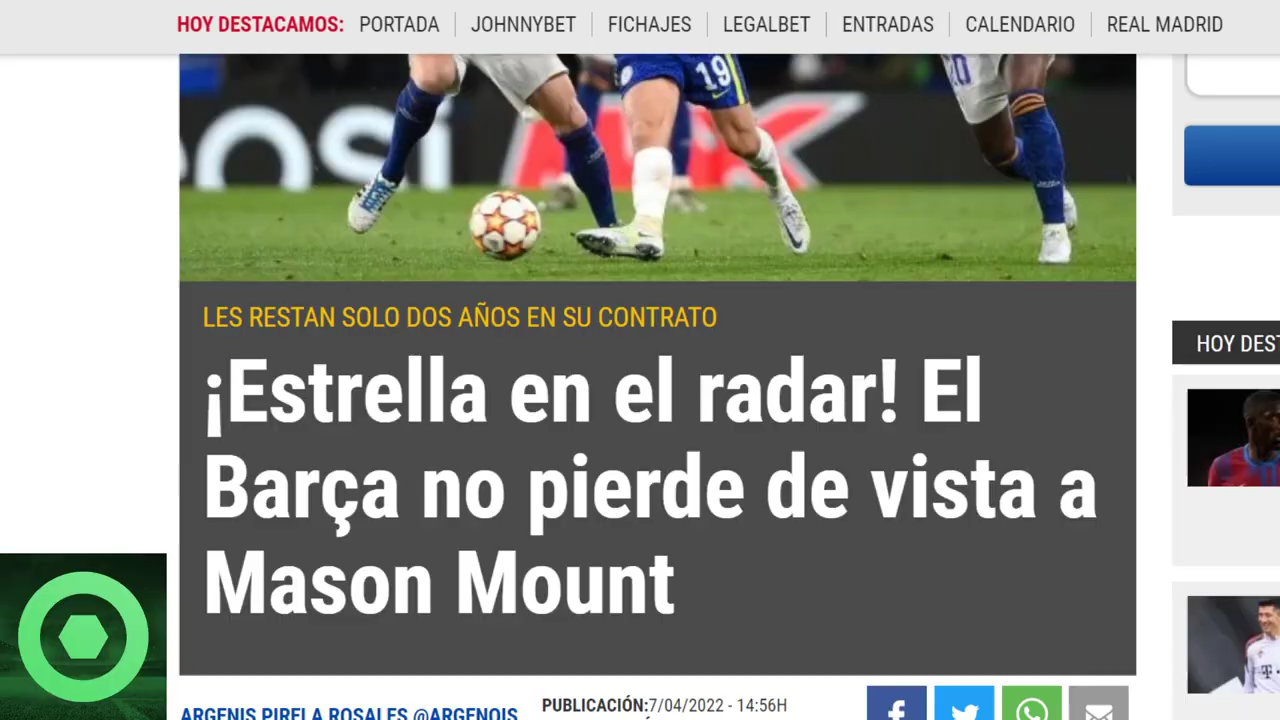 HOY DESTACAMOS: PORTADA JOHNNYBET FICHAJES LEGALBET ENTRADAS CALENDARIO REAL MADRID
19
LES RESTAN SOLO DOS AÑOS EN SU CONTRATO
¡Estrella en el radar! El
Barça no pierde de vista a
Mason Mount
HOY DEST
ARGENIS PIRELA ROSALES @ARGENOIS
PUBLICACIÓN:7/04/2022 - 14:56H